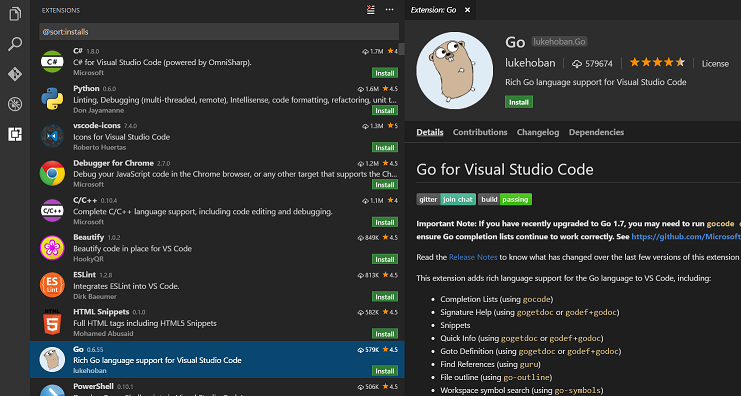 EXTENSIONS
@sort:installs
C# 1.8.0 1.7M 4
C# for Visual Studio Code (powered by OmniSharp).
Microsoft Install
Python 0.6.0 1.6M 4.5
Linting, Debugging (multi-threaded, remote), Intellisense, code formatting, refactoring, unit t...
Don Jayamanne Install
vscode-icons 7.4.0 1.3M 5
Icons for Visual Studio Code
Roberto Huertas Install
Debugger for Chrome 2.7.0 1.2M 4.5
Debug your JavaScript code in the Chrome browser, or any other target that supports the Ch...
Microsoft Install
C/C++ 0.10.4 1.1M 4
Complete C/C++ language support, including code editing and debugging.
Microsoft Install
Beautify 1.0.2 849K 4.5
Beautify code in place for VS Code
HookyQR Install
ESLint 1.2.8 813K 4.5
Integrates ESLint into VS Code.
Dirk Baeumer Install
HTML Snippets 0.1.0 582K 4.5
Full HTML tags including HTML5 Snippets
Mohamed Abusaid Install
Go 0.6.55 579K 4.5
Rich Go language support for Visual Studio Code
lukehoban Install
PowerShell 0.10.1 506K 4.5
Extension: Go
Go lukehoban.Go
lukehoban 579674 License
Rich Go language support for Visual Studio Code
Install
Details Contributions Changelog Dependencies
Go for Visual Studio Code
gitter join chat build passing
Important Note: If you have recently upgraded to Go 1.7, you may need to run gocode
ensure Go completion lists continue to work correctly. See https://github.com/Microsoft
Read the Release Notes to know what has changed over the last few versions of this extension
This extension adds rich language support for the Go language to VS Code, including:
Completion Lists (using gocode)
Signature Help (using gogetdoc or godef+godoc)
Snippets
Quick Info (using gogetdoc or godef+godoc)
Goto Definition (using gogetdoc or godef+godoc)
Find References (using guru)
File outline (using go-outline)
Workspace symbol search (using go-symbols)